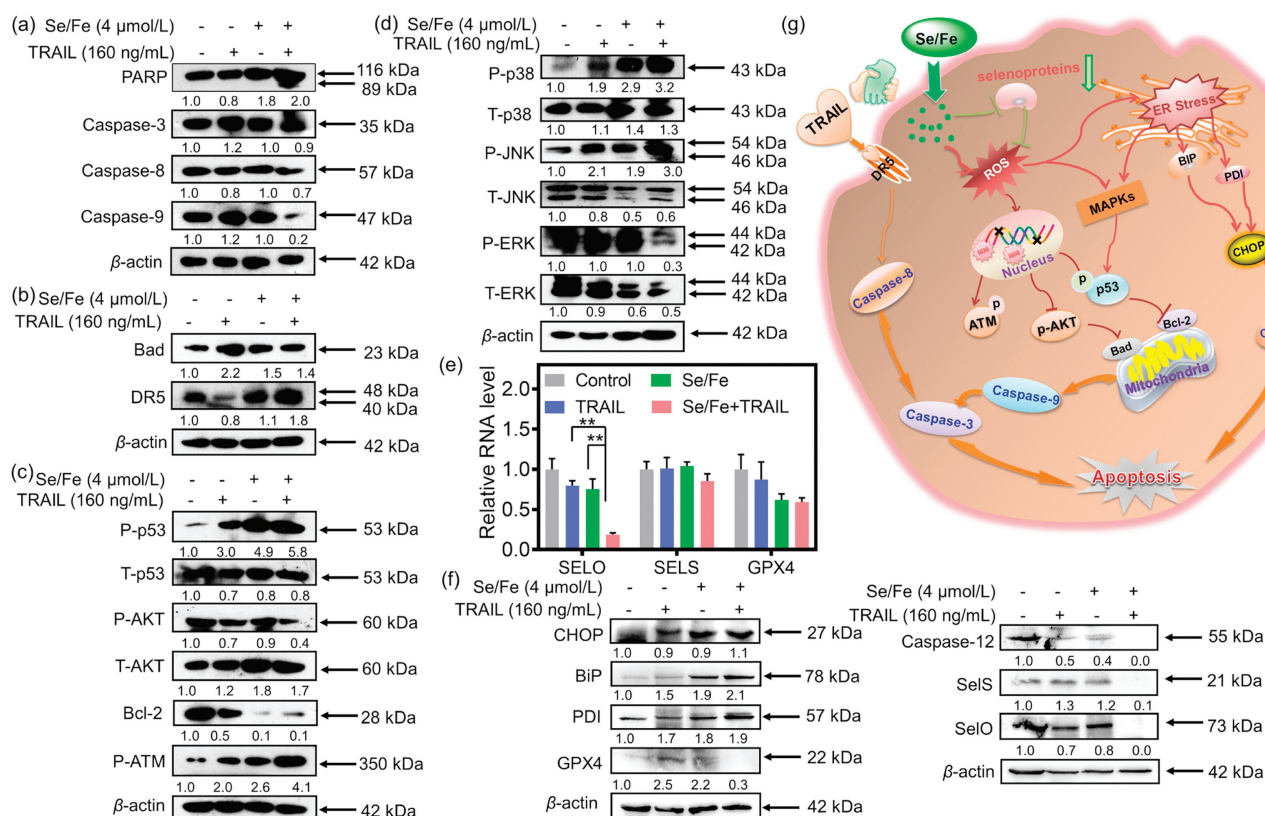 (a)
Se/Fe (4 μmol/L) - - + +
TRAIL (160 ng/mL) - + - +
PARP 116 kDa
89 kDa
1.0 0.8 1.8 2.0
Caspase-3 35 kDa
1.0 1.2 1.0 0.9
Caspase-8 57 kDa
1.0 0.8 1.0 0.7
Caspase-9 47 kDa
1.0 1.2 1.0 0.2
β-actin 42 kDa
(b)
Se/Fe (4 μmol/L) - - + +
TRAIL (160 ng/mL) - + - +
Bad 23 kDa
1.0 2.2 1.5 1.4
DR5 48 kDa
40 kDa
1.0 0.8 1.1 1.8
β-actin 42 kDa
(c)
Se/Fe (4 μmol/L) - - + +
TRAIL (160 ng/mL) - + - +
P-p53 53 kDa
1.0 3.0 4.9 5.8
T-p53 53 kDa
1.0 0.7 0.8 0.8
P-AKT 60 kDa
1.0 0.7 0.9 0.4
T-AKT 60 kDa
1.0 1.2 1.8 1.7
Bcl-2 28 kDa
1.0 0.5 0.1 0.1
P-ATM 350 kDa
1.0 2.0 2.6 4.1
β-actin 42 kDa
(d)
Se/Fe (4 μmol/L) - - + +
TRAIL (160 ng/mL) - + - +
P-p38 43 kDa
1.0 1.9 2.9 3.2
T-p38 43 kDa
1.0 1.1 1.4 1.3
P-JNK 54 kDa
46 kDa
1.0 2.1 1.9 3.0
T-JNK 54 kDa
46 kDa
1.0 0.8 0.5 0.6
P-ERK 44 kDa
42 kDa
1.0 1.0 1.0 0.3
T-ERK 44 kDa
42 kDa
1.0 0.9 0.6 0.5
β-actin 42 kDa
(e)
Relative RNA level
2.0
1.5
1.0
0.5
0.0
Control Se/Fe
TRAIL Se/Fe+TRAIL
**
**
SELO SELS GPX4
(f)
Se/Fe (4 μmol/L) - - + +
TRAIL (160 ng/mL) - + - +
CHOP 27 kDa
1.0 0.9 0.9 1.1
BiP 78 kDa
1.0 1.5 1.9 2.1
PDI 57 kDa
1.0 1.7 1.8 1.9
GPX4 22 kDa
1.0 2.5 2.2 0.3
β-actin 42 kDa
Se/Fe (4 μmol/L) - - + +
TRAIL (160 ng/mL) - + - +
Caspase-12 55 kDa
1.0 0.5 0.4 0.0
SelS 21 kDa
1.0 1.3 1.2 0.1
SelO 73 kDa
1.0 0.7 0.8 0.0
β-actin 42 kDa
(g)
Se/Fe
TRAIL
DR5
selenoproteins
ER Stress
ROS
BIP
PDI
MAPKs
CHOP
Nucleus
p
p53
Caspase-8
p
ATM
p-AKT
Bcl-2
Bad
Mitochondria
Caspase-9
Caspase-3
Apoptosis